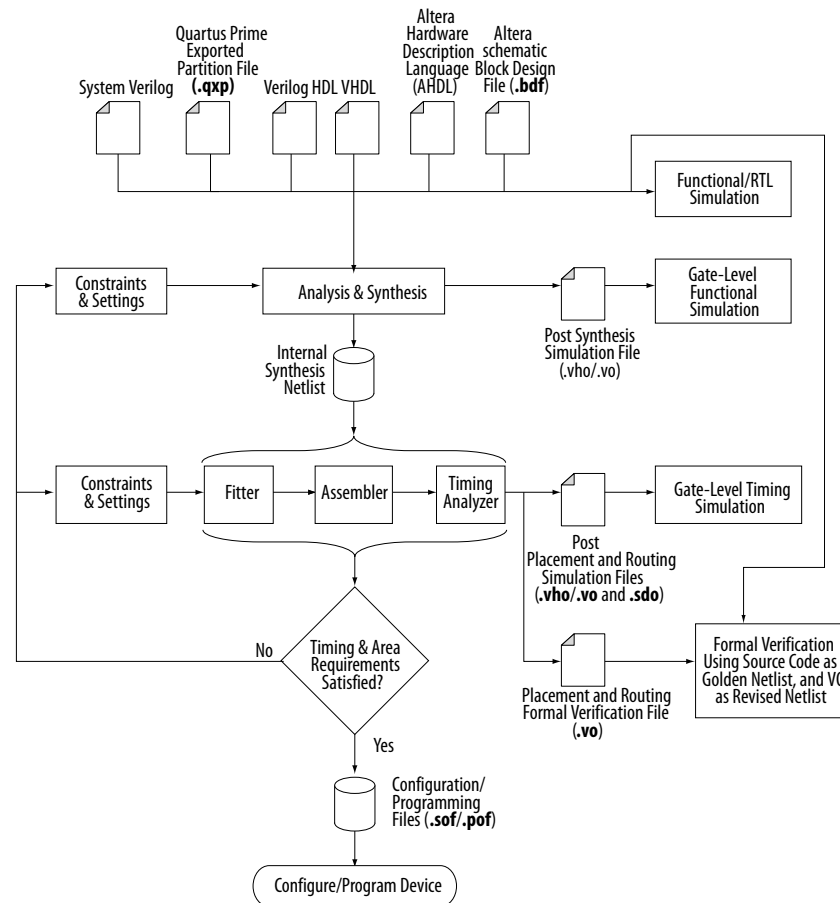 System Verilog
Quartus Prime
Exported
Partition File
(.qxp)
Verilog HDL
VHDL
Altera
Hardware
Description
Language
(AHDL)
Altera
schematic
Block Design
File (.bdf)
Functional/RTL
Simulation
Constraints
& Settings
Analysis & Synthesis
Post Synthesis
Simulation File
(.vho/.vo)
Gate-Level
Functional
Simulation
Internal
Synthesis
Netlist
Constraints
& Settings
Fitter
Assembler
Timing
Analyzer
Post
Placement and Routing
Simulation Files
(.vho/.vo and .sdo)
Gate-Level Timing
Simulation
No
Timing & Area
Requirements
Satisfied?
Placement and Routing
Formal Verification File
(.vo)
Formal Verification
Using Source Code as
Golden Netlist, and VO
as Revised Netlist
Yes
Configuration/
Programming
Files (.sof/.pof)
Configure/Program Device